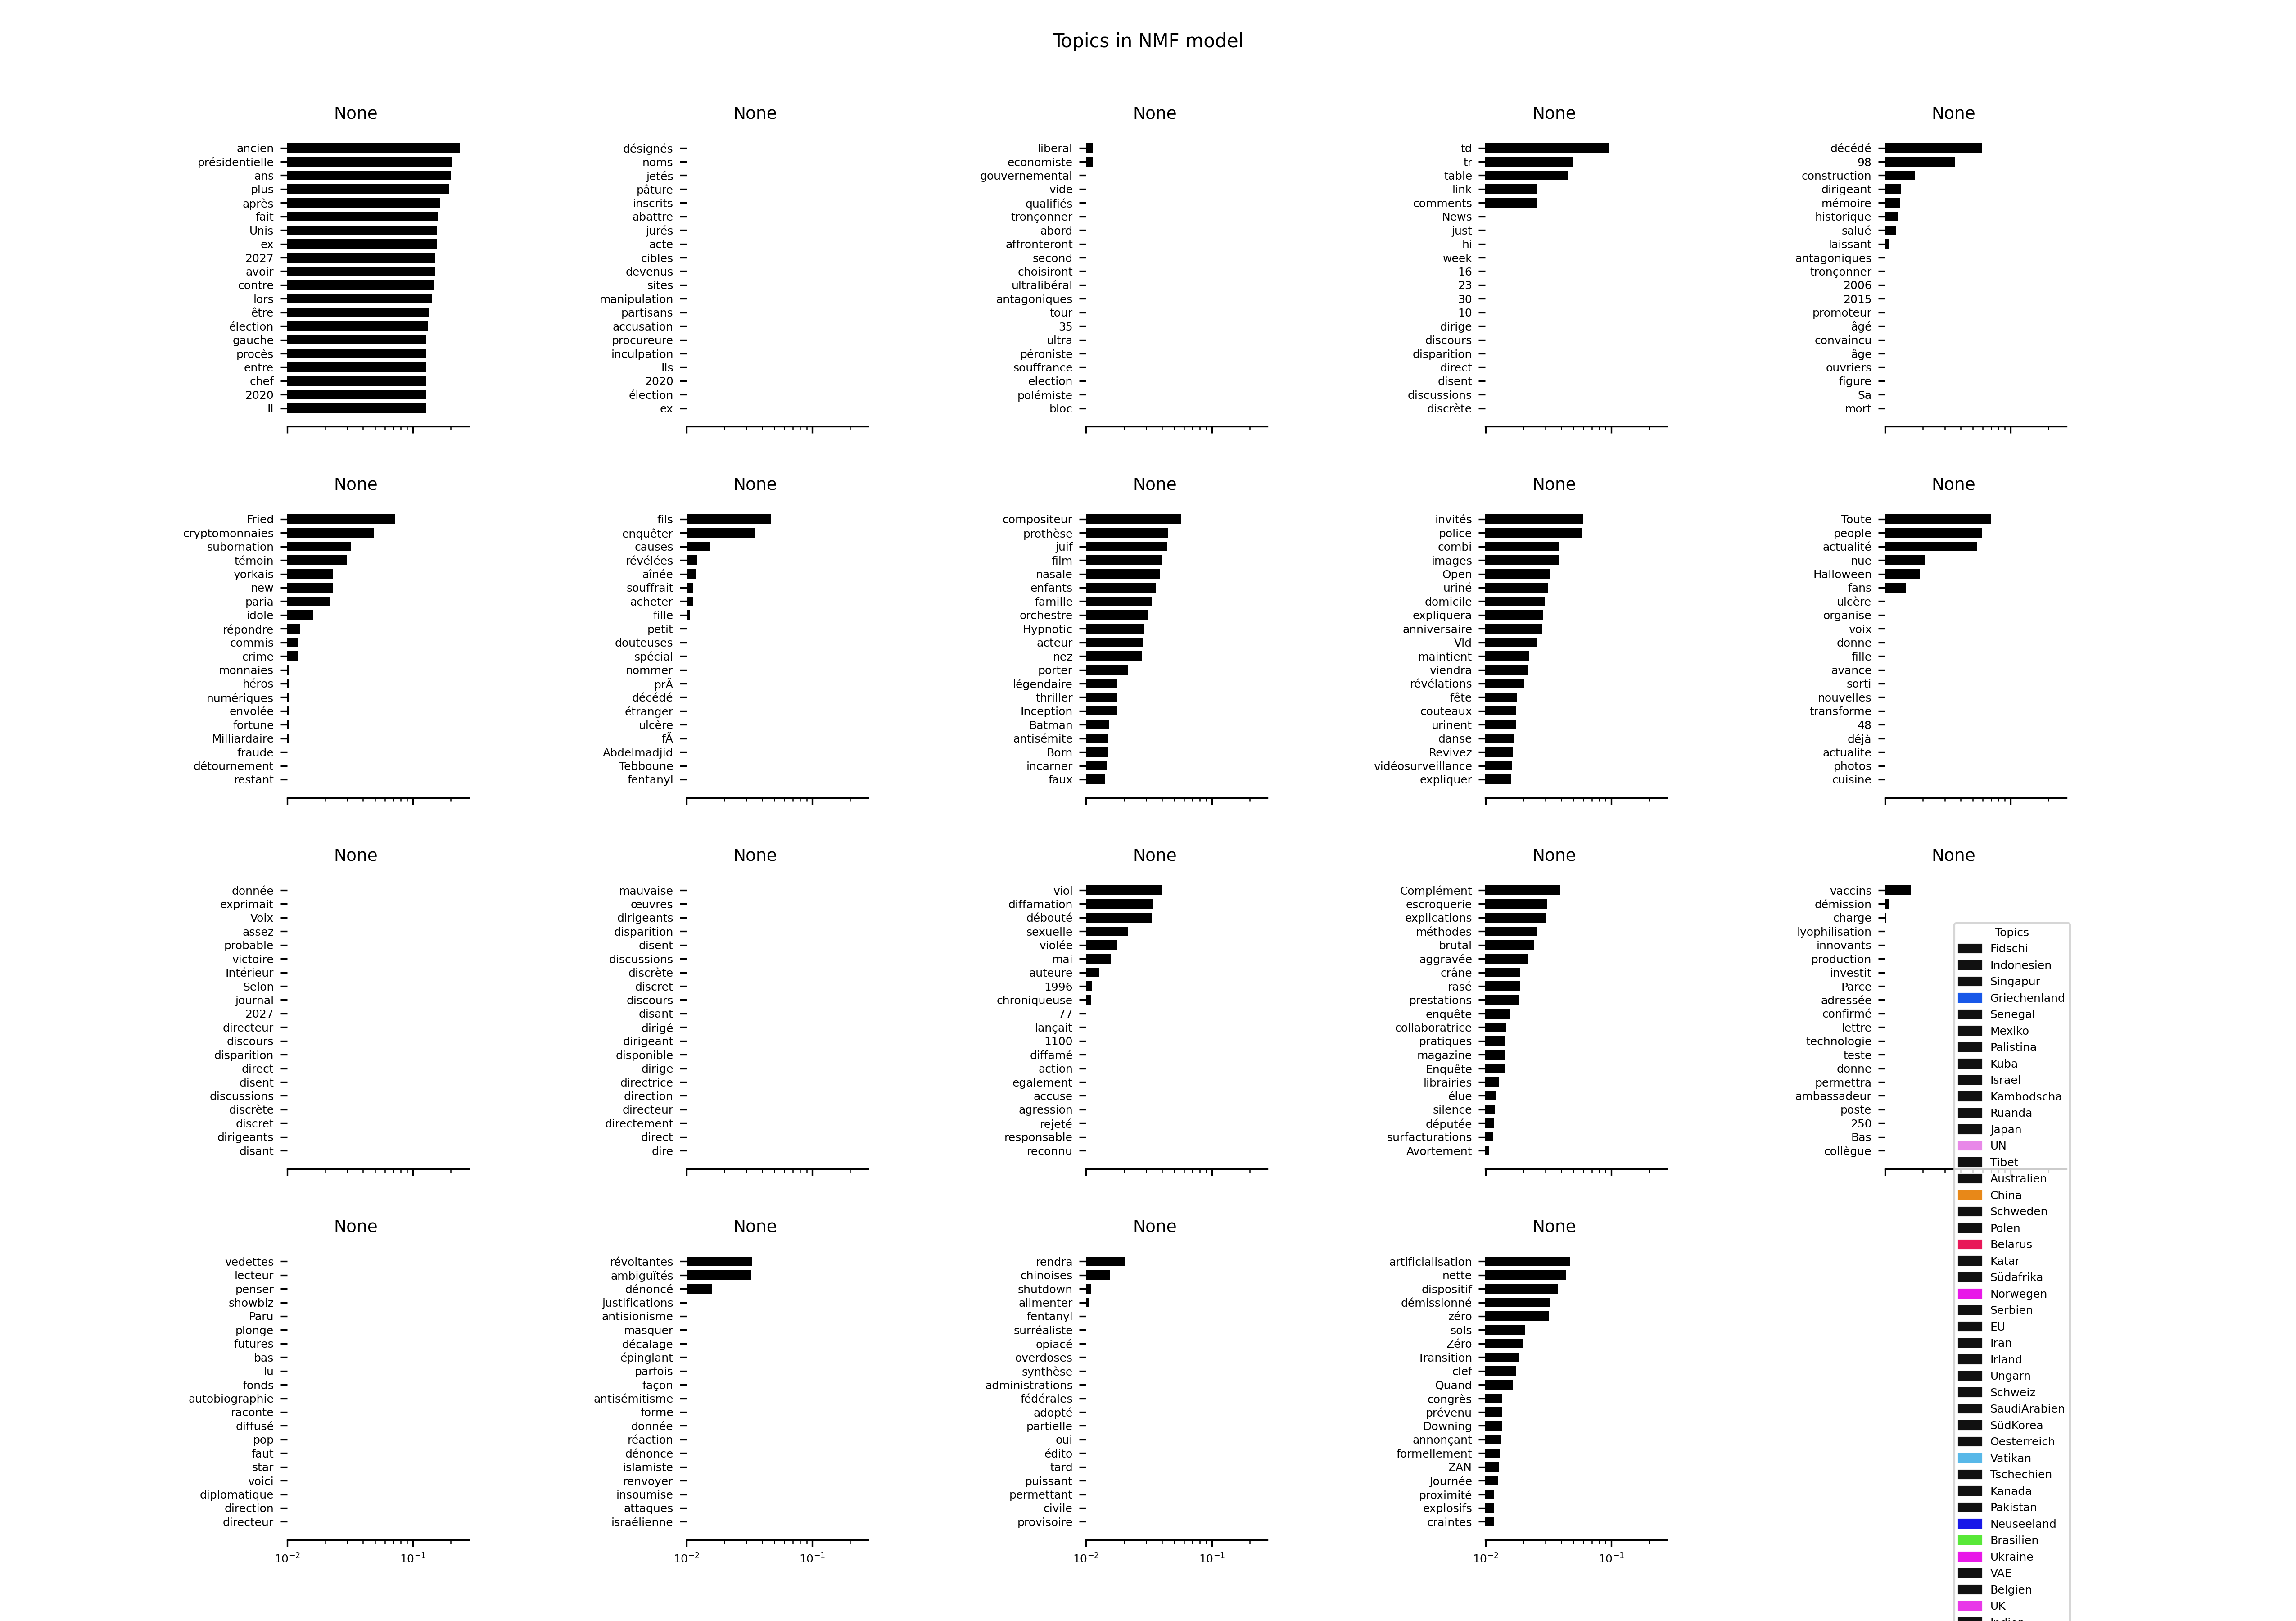 Topics in NMF model
None
ancien
présidentielle
ans
plus
après
fait
Unis
ex
2027
avoir
contre
lors
être
élection
gauche
procès
entre
chef
2020
Il
None
désignés
noms
jetés
pâture
inscrits
abattre
jurés
acte
cibles
devenus
sites
manipulation
partisans
accusation
procureure
inculpation
Ils
2020
élection
ex
None
liberal
economiste
gouvernemental
vide
qualifiés
tronçonner
abord
affronteront
second
choisiront
ultralibéral
antagoniques
tour
35
ultra
péroniste
souffrance
election
polémiste
bloc
None
td
tr
table
link
comments
News
just
hi
week
16
23
30
10
dirige
discours
disparition
direct
disent
discussions
discrète
None
décédé
98
construction
dirigeant
mémoire
historique
salué
laissant
antagoniques
tronçonner
2006
2015
promoteur
âgé
convaincu
âge
ouvriers
figure
Sa
mort
None
Fried
cryptomonnaies
subornation
témoin
yorkais
new
paria
idole
répondre
commis
crime
monnaies
héros
numériques
envolée
fortune
Milliardaire
fraude
détournement
restant
None
fils
enquêter
causes
révélées
aînée
souffrait
acheter
fille
petit
douteuses
spécial
nommer
prÃ
décédé
étranger
ulcère
fÃ
Abdelmadjid
Tebboune
fentanyl
None
compositeur
prothèse
juif
film
nasale
enfants
famille
orchestre
Hypnotic
acteur
nez
porter
légendaire
thriller
Inception
Batman
antisémite
Born
incarner
faux
None
invités
police
combi
images
Open
uriné
domicile
expliquera
anniversaire
Vld
maintient
viendra
révélations
fête
couteaux
urinent
danse
Revivez
vidéosurveillance
expliquer
None
Toute
people
actualité
nue
Halloween
fans
ulcère
organise
voix
donne
fille
avance
sorti
nouvelles
transforme
48
déjà
actualite
photos
cuisine
None
donnée
exprimait
Voix
assez
probable
victoire
Intérieur
Selon
journal
2027
directeur
discours
disparition
direct
disent
discussions
discrète
discret
dirigeants
disant
None
mauvaise
œuvres
dirigeants
disparition
disent
discussions
discrète
discret
discours
disant
dirigé
dirigeant
disponible
dirige
directrice
direction
directeur
directement
direct
dire
None
viol
diffamation
débouté
sexuelle
violée
mai
auteure
1996
chroniqueuse
77
lançait
1100
diffamé
action
egalement
accuse
agression
rejeté
responsable
reconnu
None
Complément
escroquerie
explications
méthodes
brutal
aggravée
crâne
rasé
prestations
enquête
collaboratrice
pratiques
magazine
Enquête
librairies
élue
silence
députée
surfacturations
Avortement
None
vaccins
démission
charge
lyophilisation
innovants
production
investit
Parce
adressée
confirmé
lettre
technologie
teste
donne
permettra
ambassadeur
poste
250
Bas
collègue
None
vedettes
lecteur
penser
showbiz
Paru
plonge
futures
bas
lu
fonds
autobiographie
raconte
diffusé
pop
faut
star
voici
diplomatique
direction
directeur
10⁻² 10⁻¹
None
révoltantes
ambiguïtés
dénoncé
justifications
antisionisme
masquer
décalage
épinglant
parfois
façon
antisémitisme
forme
donnée
réaction
dénonce
islamiste
renvoyer
insoumise
attaques
israélienne
10⁻² 10⁻¹
None
rendra
chinoises
shutdown
alimenter
fentanyl
surréaliste
opiacé
overdoses
synthèse
administrations
fédérales
adopté
partielle
oui
édito
tard
puissant
permettant
civile
provisoire
10⁻² 10⁻¹
None
artificialisation
nette
dispositif
démissionné
zéro
sols
Zéro
Transition
clef
Quand
congrès
prévenu
Downing
annonçant
formellement
ZAN
Journée
proximité
explosifs
craintes
10⁻² 10⁻¹
Topics
Fidschi
Indonesien
Singapur
Griechenland
Senegal
Mexiko
Palistina
Kuba
Israel
Kambodscha
Ruanda
Japan
UN
Tibet
Australien
China
Schweden
Polen
Belarus
Katar
Südafrika
Norwegen
Serbien
EU
Iran
Irland
Ungarn
Schweiz
SaudiArabien
SüdKorea
Oesterreich
Vatikan
Tschechien
Kanada
Pakistan
Neuseeland
Brasilien
Ukraine
VAE
Belgien
UK